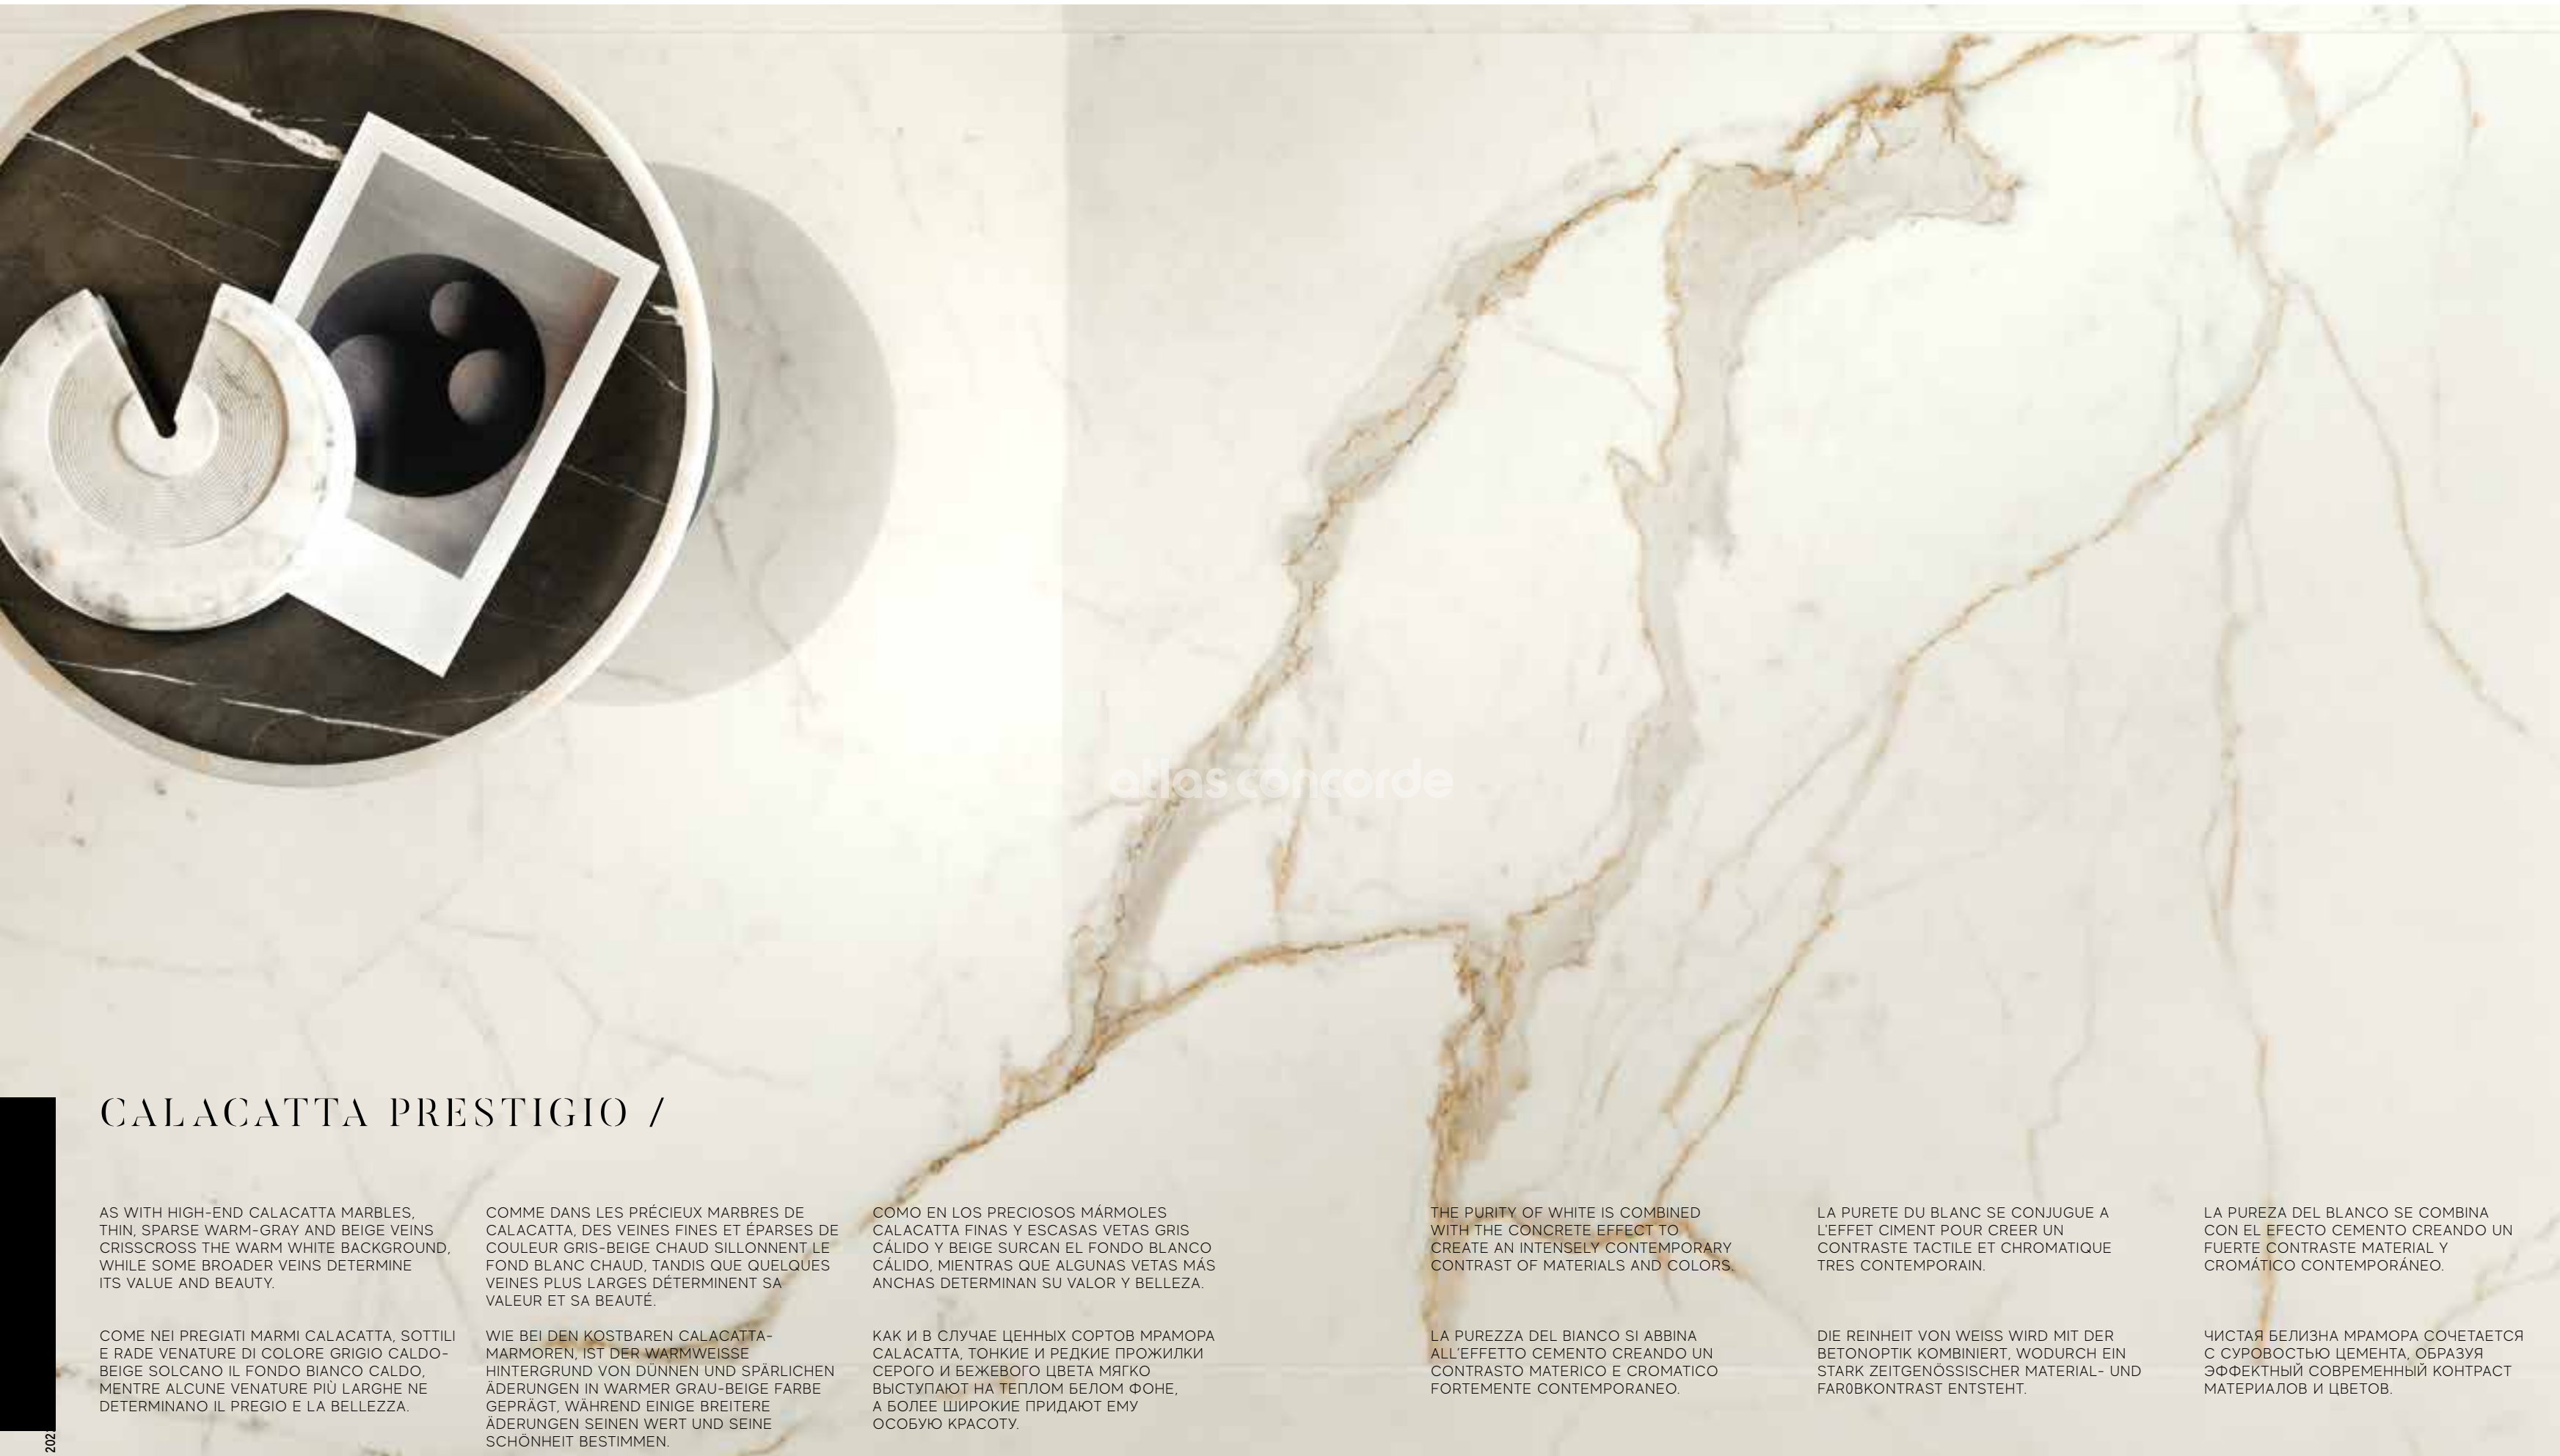 atlas concorde
CALACATTA PRESTIGIO /
AS WITH HIGH-END CALACATTA MARBLES,
THIN, SPARSE WARM-GRAY AND BEIGE VEINS
CRISSCROSS THE WARM WHITE BACKGROUND,
WHILE SOME BROADER VEINS DETERMINE
ITS VALUE AND BEAUTY.
COME NEI PREGIATI MARMI CALACATTA, SOTTILI
E RADE VENATURE DI COLORE GRIGIO CALDO-
BEIGE SOLCANO IL FONDO BIANCO CALDO,
MENTRE ALCUNE VENATURE PIÙ LARGHE NE
DETERMINANO IL PREGIO E LA BELLEZZA.
COMME DANS LES PRÉCIEUX MARBRES DE
CALACATTA, DES VEINES FINES ET ÉPARSES DE
COULEUR GRIS-BEIGE CHAUD SILLONNENT LE
FOND BLANC CHAUD, TANDIS QUE QUELQUES
VEINES PLUS LARGES DÉTERMINENT SA
VALEUR ET SA BEAUTÉ.
WIE BEI DEN KOSTBAREN CALACATTA-
MARMOREN, IST DER WARMWEISSE
HINTERGRUND VON DÜNNEN UND SPÄRLICHEN
ÄDERUNGEN IN WARMER GRAU-BEIGE FARBE
GEPRÄGT, WÄHREND EINIGE BREITERE
ÄDERUNGEN SEINEN WERT UND SEINE
SCHÖNHEIT BESTIMMEN.
COMO EN LOS PRECIOSOS MÁRMOLES
CALACATTA FINAS Y ESCASAS VETAS GRIS
CÁLIDO Y BEIGE SURCAN EL FONDO BLANCO
CÁLIDO, MIENTRAS QUE ALGUNAS VETAS MÁS
ANCHAS DETERMINAN SU VALOR Y BELLEZA.
КАК И В СЛУЧАЕ ЦЕННЫХ СОРТОВ МРАМОРА
CALACATTA, ТОНКИЕ И РЕДКИЕ ПРОЖИЛКИ
СЕРОГО И БЕЖЕВОГО ЦВЕТА МЯГКО
ВЫСТУПАЮТ НА ТЕПЛОМ БЕЛОМ ФОНЕ,
А БОЛЕЕ ШИРОКИЕ ПРИДАЮТ ЕМУ
ОСОБУЮ КРАСОТУ.
THE PURITY OF WHITE IS COMBINED
WITH THE CONCRETE EFFECT TO
CREATE AN INTENSELY CONTEMPORARY
CONTRAST OF MATERIALS AND COLORS.
LA PUREZZA DEL BIANCO SI ABBINA
ALL'EFFETTO CEMENTO CREANDO UN
CONTRASTO MATERICO E CROMATICO
FORTEMENTE CONTEMPORANEO.
LA PURETE DU BLANC SE CONJUGUE A
L'EFFET CIMENT POUR CREER UN
CONTRASTE TACTILE ET CHROMATIQUE
TRES CONTEMPORAIN.
DIE REINHEIT VON WEISS WIRD MIT DER
BETONOPTIK KOMBINIERT, WODURCH EIN
STARK ZEITGENÖSSISCHER MATERIAL- UND
FAR0BKONTRAST ENTSTEHT.
LA PUREZA DEL BLANCO SE COMBINA
CON EL EFECTO CEMENTO CREANDO UN
FUERTE CONTRASTE MATERIAL Y
CROMÁTICO CONTEMPORÁNEO.
ЧИСТАЯ БЕЛИЗНА МРАМОРА СОЧЕТАЕТСЯ
С СУРОВОСТЬЮ ЦЕМЕНТА, ОБРАЗУЯ
ЭФФЕКТНЫЙ СОВРЕМЕННЫЙ КОНТРАСТ
МАТЕРИАЛОВ И ЦВЕТОВ.